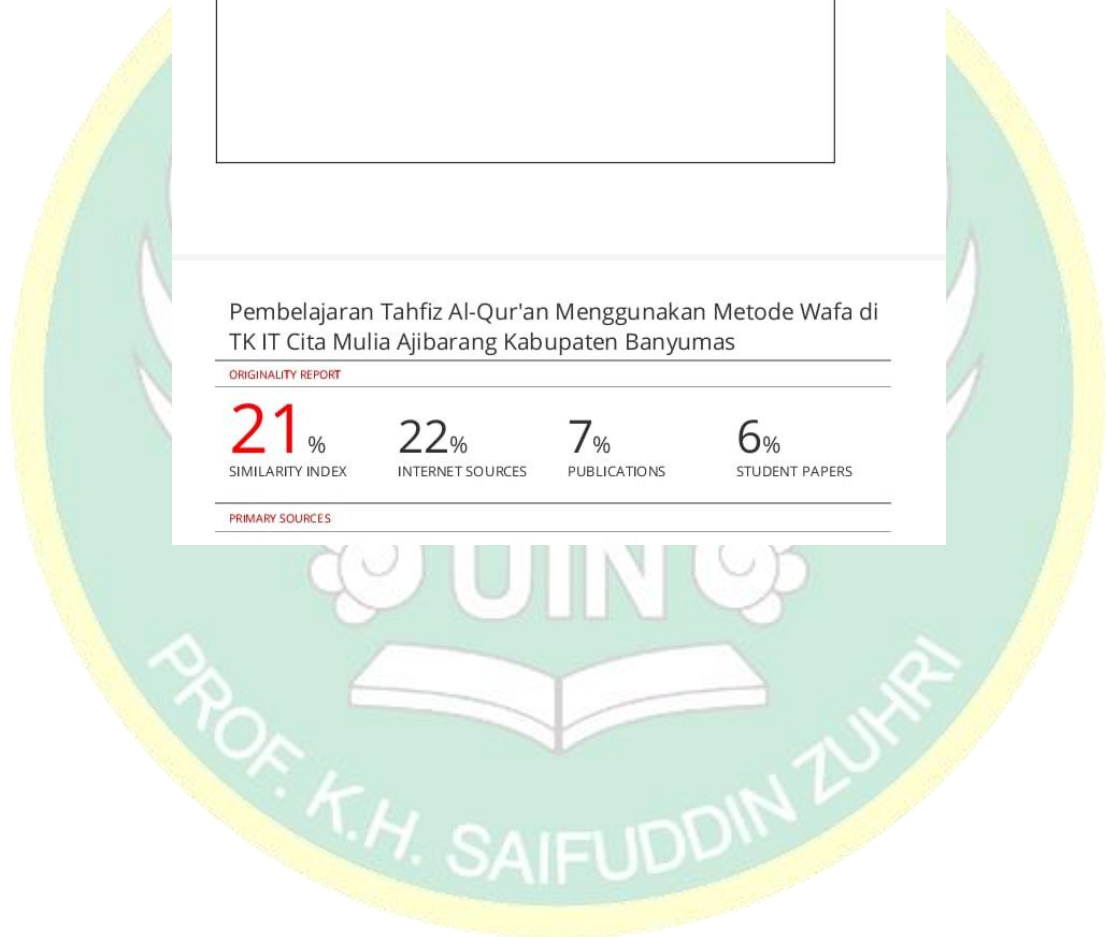 Pembelajaran Tahfiz Al-Qur'an Menggunakan Metode Wafa di
TK IT Cita Mulia Ajibarang Kabupaten Banyumas
ORIGINALITY REPORT
21% 22% 7% 6%
SIMILARITY INDEX INTERNET SOURCES PUBLICATIONS STUDENT PAPERS
PRIMARY SOURCES
UIN
PROF. K.H. SAIFUDDIN ZUHRI